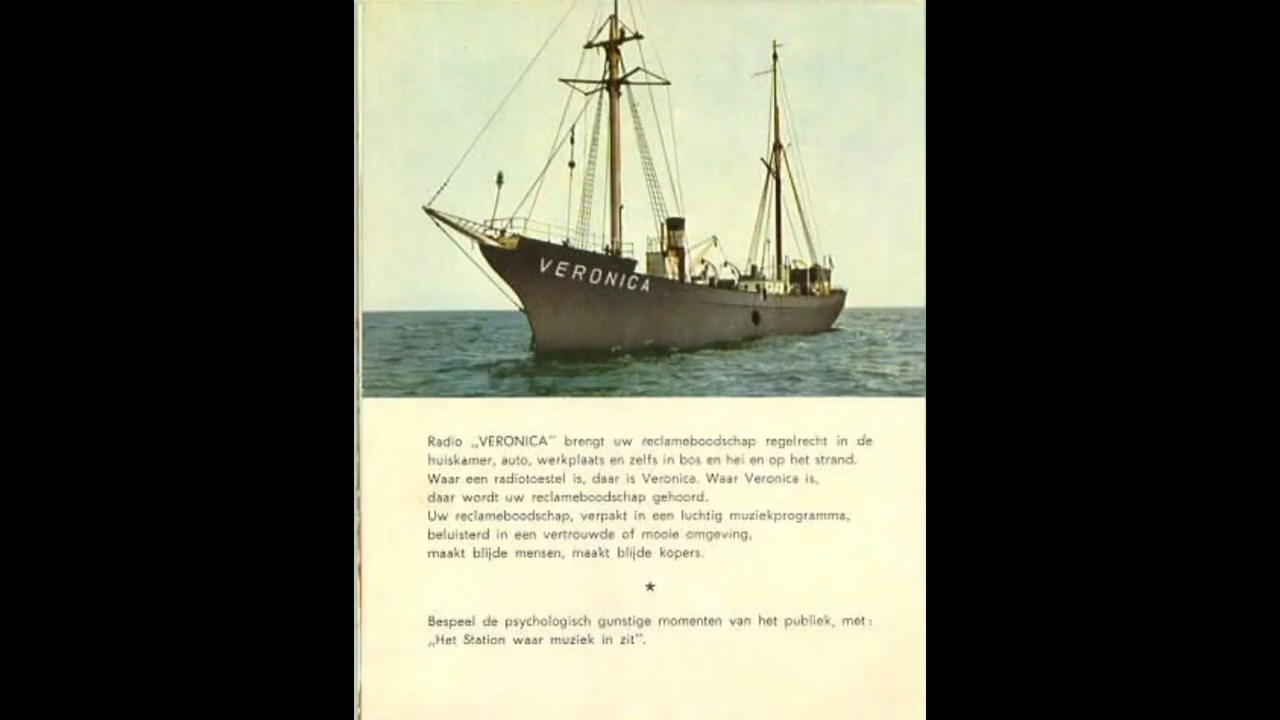 VERONICA
Radio „VERONICA" brengt uw reclameboodschap regelrecht in de
huiskamer, auto, werkplaats en zelfs in bos en hei en op het strand.
Waar een radiotoestel is, daar is Veronica. Waar Veronica is,
daar wordt uw reclameboodschap gehoord.
Uw reclameboodschap, verpakt in een luchtig muziekprogramma,
beluisterd in een vertrouwde of mooie omgeving,
maakt blijde mensen, maakt blijde kopers.
★
Bespeel de psychologisch gunstige momenten van het publiek, met:
„Het Station waar muziek in zit".